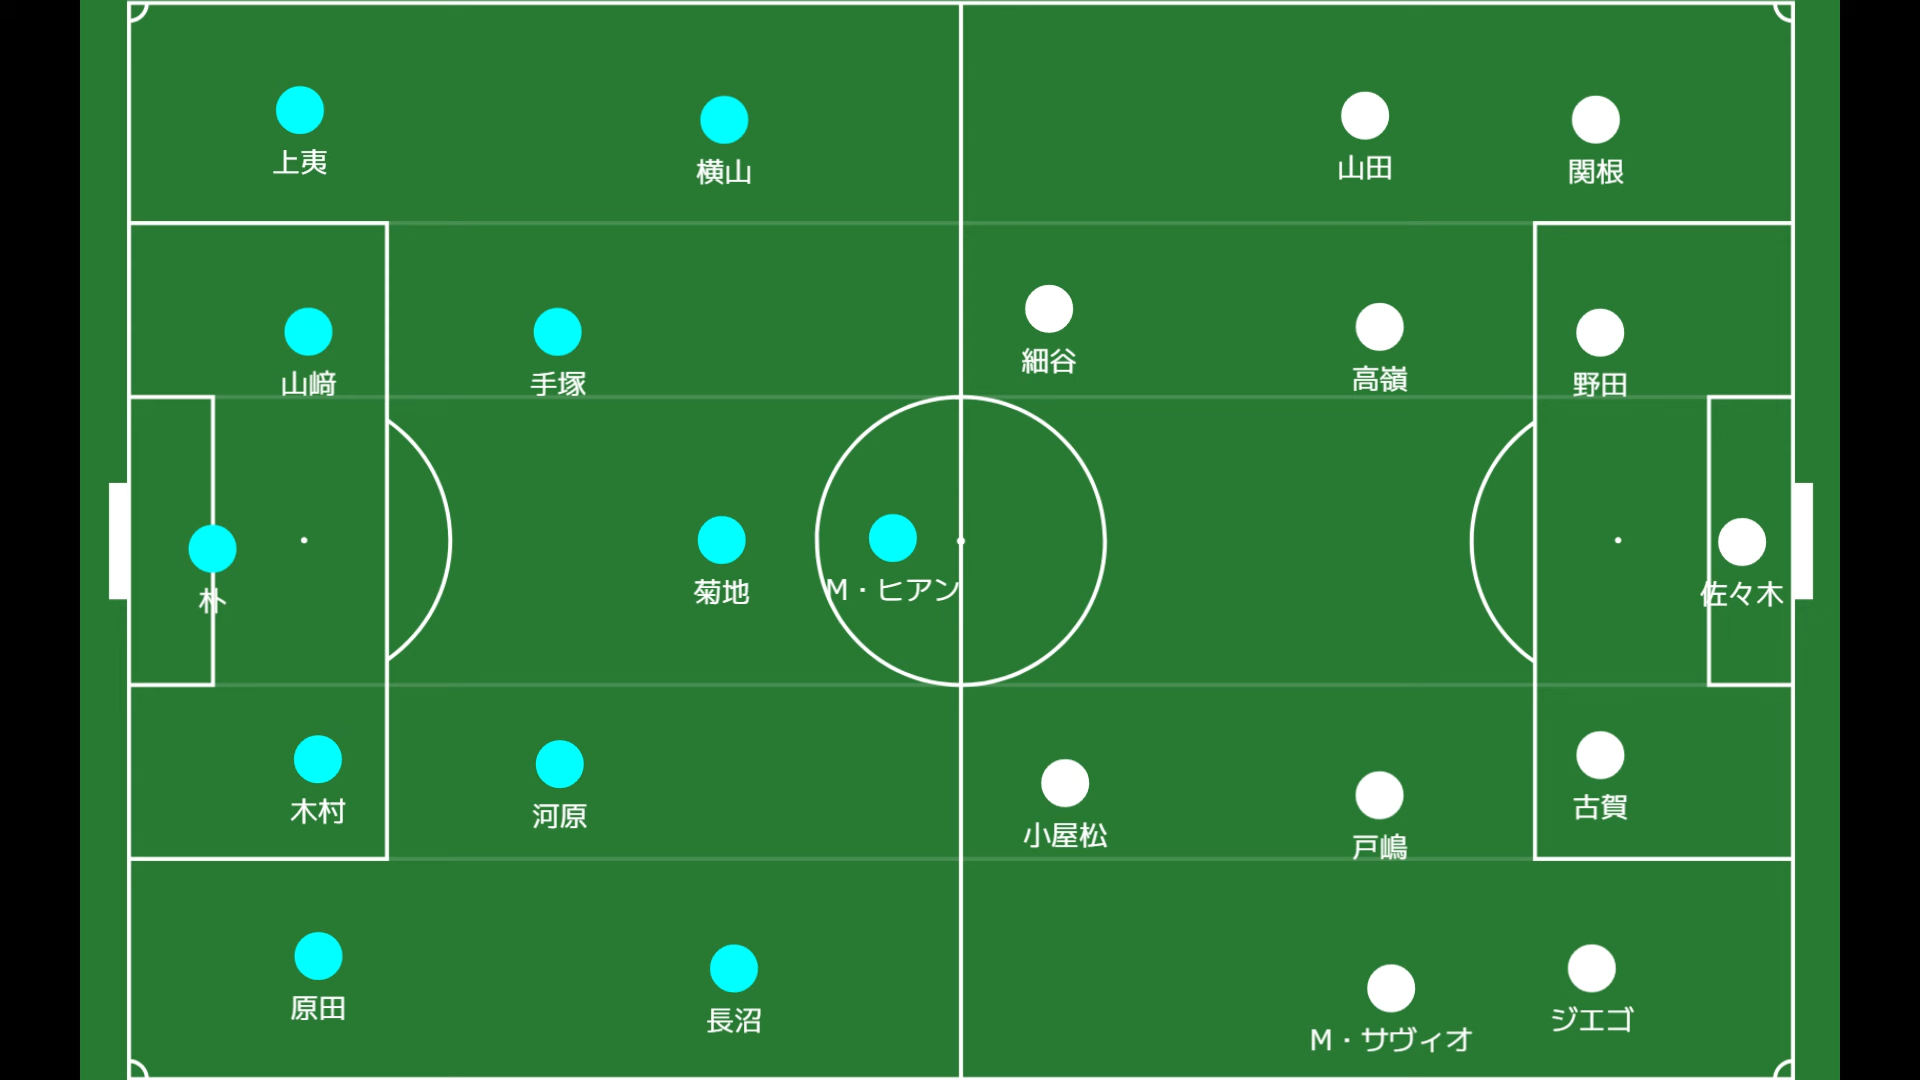 上夷
横山
山田
関根
山﨑
手塚
細谷
高嶺
野田
朴
菊地
M・ヒアン
佐々木
木村
河原
小屋松
戸嶋
古賀
原田
長沼
M・サヴィオ
ジエゴ